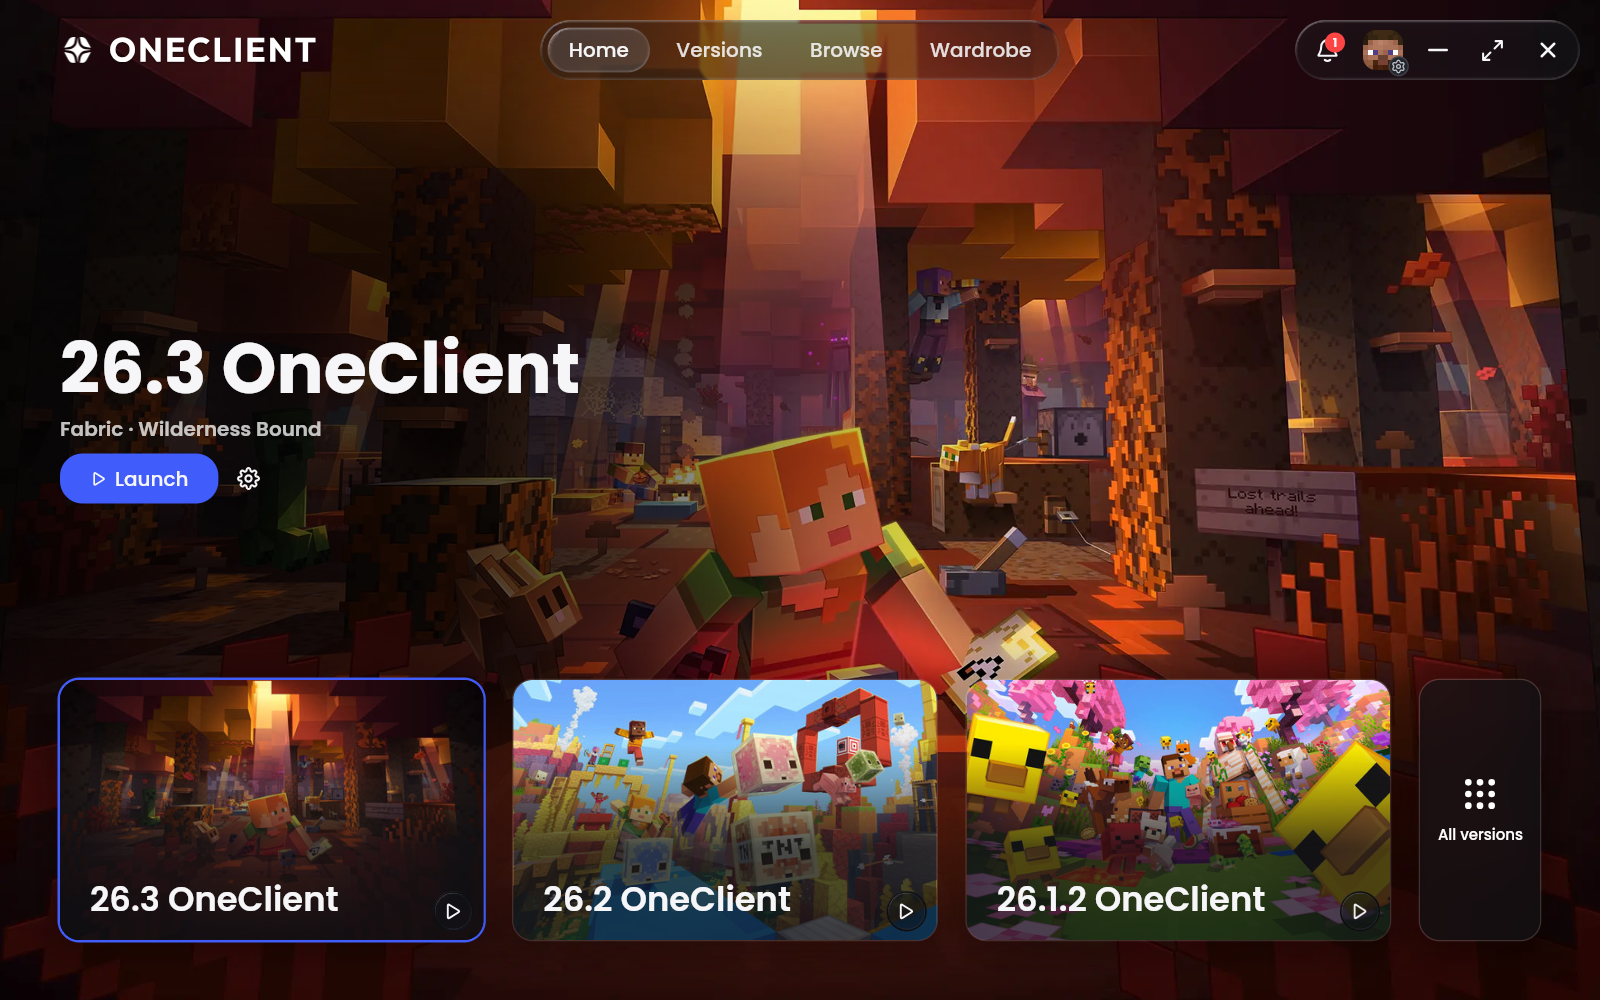 ONECLIENT
Home
Versions
Browse
Wardrobe
1
26.3 OneClient
Fabric · Wilderness Bound
Launch
Lost trails
ahead!
TNT
26.3 OneClient
26.2 OneClient
26.1.2 OneClient
All versions